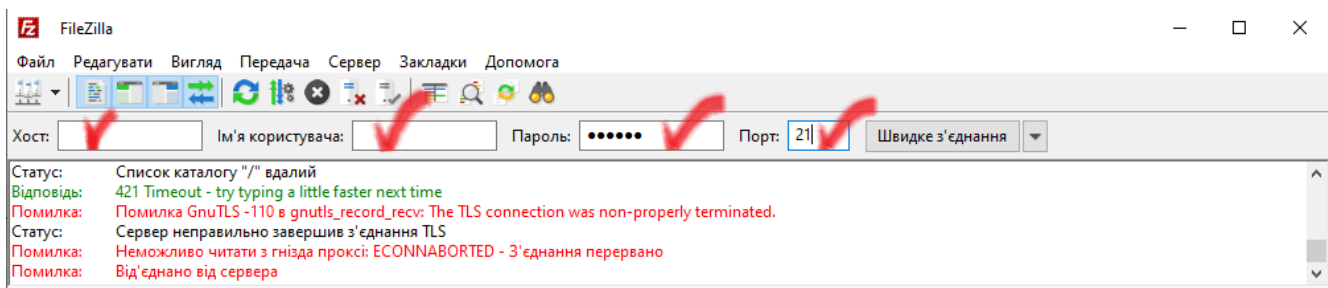 FileZilla
Файл Редагувати Вигляд Передача Сервер Закладки Допомога
Хост: Ім'я користувача: Пароль: •••••• Порт: 21 Швидке з'єднання
Статус: Список каталогу "/" вдалий
Відповідь: 421 Timeout - try typing a little faster next time
Помилка: Помилка GnuTLS -110 в gnutls_record_recv: The TLS connection was non-properly terminated.
Статус: Сервер неправильно завершив з'єднання TLS
Помилка: Неможливо читати з гнізда проксі: ECONNABORTED - З'єднання перервано
Помилка: Від'єднано від сервера